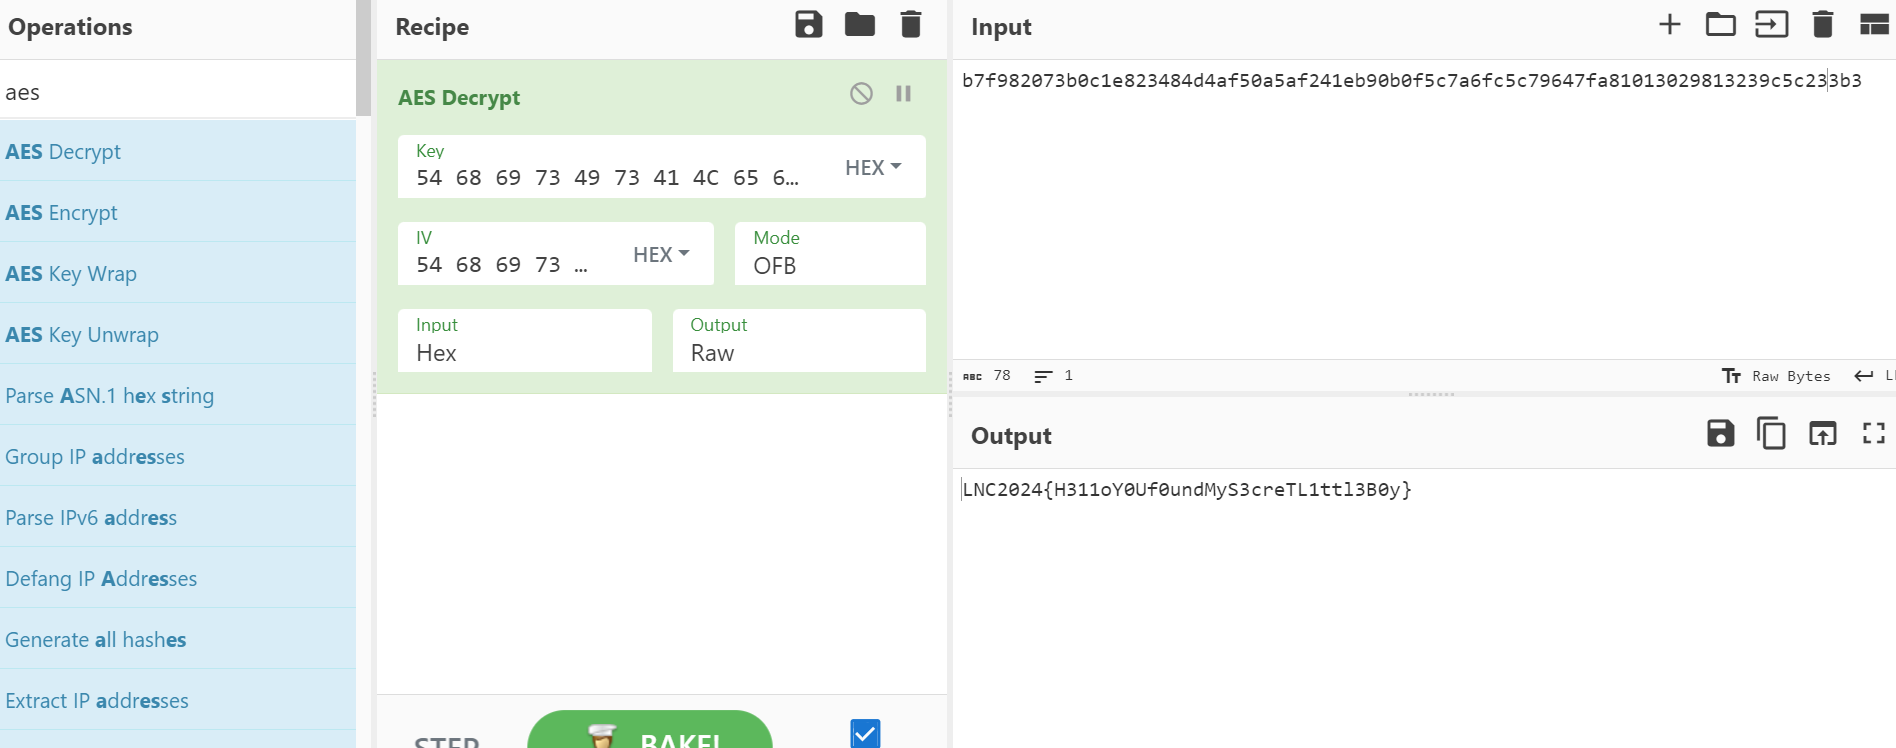 Operations
aes
AES Decrypt
AES Encrypt
AES Key Wrap
AES Key Unwrap
Parse ASN.1 hex string
Group IP addresses
Parse IPv6 address
Defang IP Addresses
Generate all hashes
Extract IP addresses
Recipe
AES Decrypt
Key
54 68 69 73 49 73 41 4C 65 6...
HEX
IV
54 68 69 73 ...
HEX
Mode
OFB
Input
Hex
Output
Raw
STEP
BAKE!
Input
b7f982073b0c1e823484d4af50a5af241eb90b0f5c7a6fc5c79647fa81013029813239c5c233b3
ABC 78
1
Raw Bytes
Output
LNC2024{H311oY0Uf0undMyS3creTL1ttl3B0y}